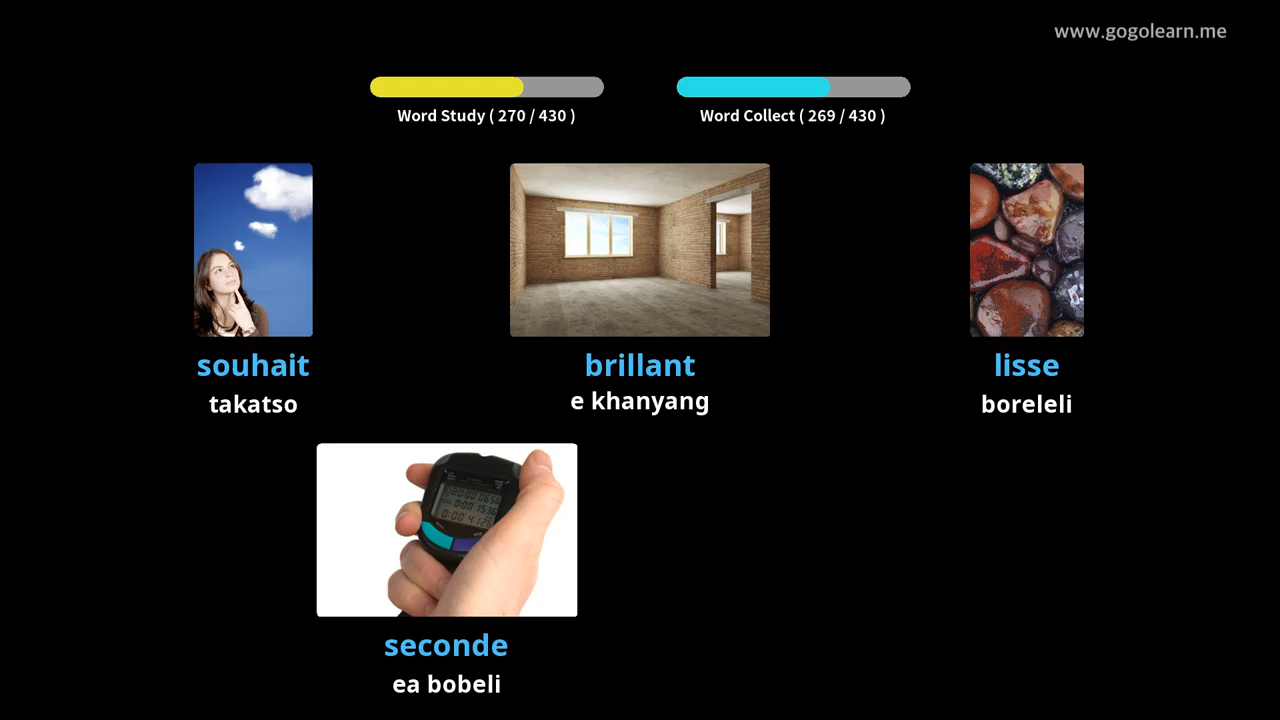 www.gogolearn.me
Word Study ( 270 / 430 )
Word Collect ( 269 / 430 )
souhait
takatso
brillant
e khanyang
lisse
boreleli
seconde
ea bobeli